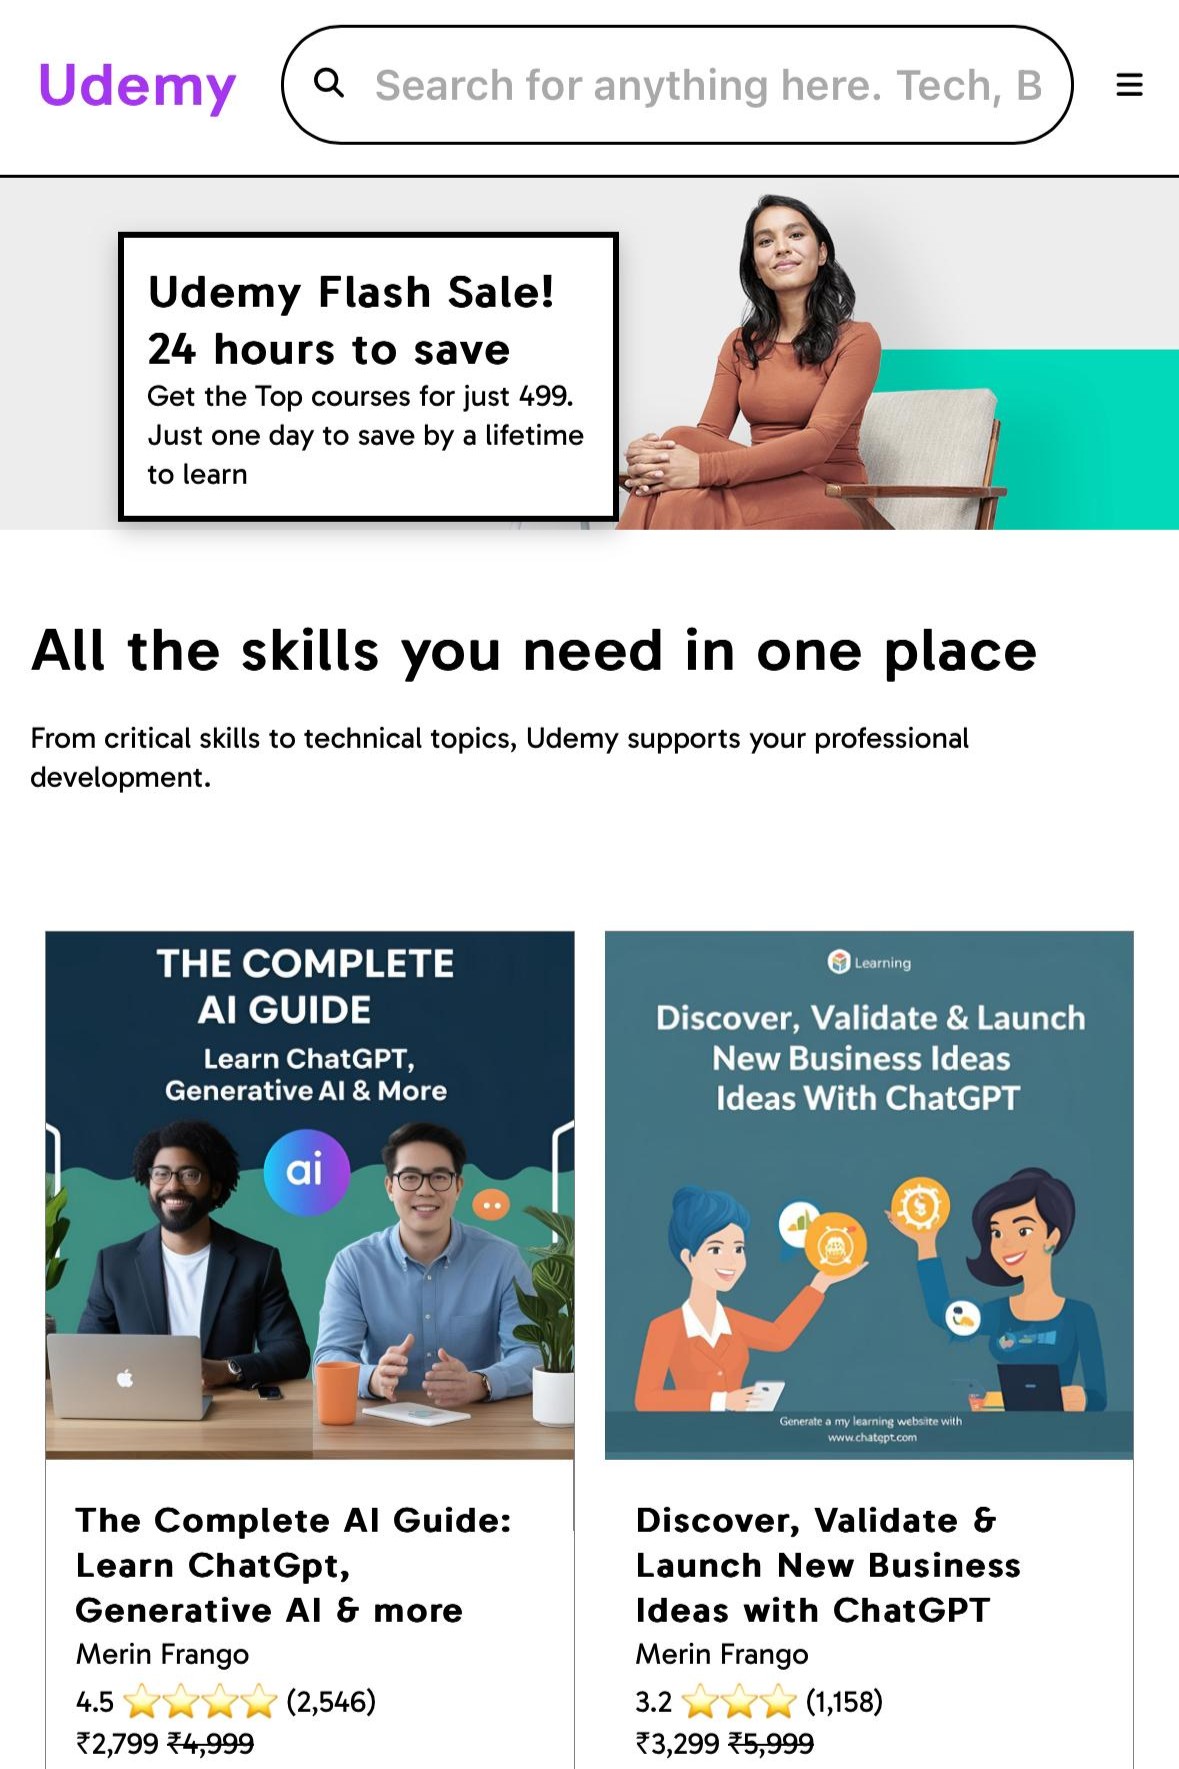 Udemy
Search for anything here. Tech, B
Udemy Flash Sale!
24 hours to save
Get the Top courses for just 499.
Just one day to save by a lifetime
to learn
All the skills you need in one place
From critical skills to technical topics, Udemy supports your professional
development.
THE COMPLETE
AI GUIDE
Learn ChatGPT,
Generative AI & More
ai
The Complete AI Guide:
Learn ChatGpt,
Generative AI & more
Merin Frango
4.5 ⭐⭐⭐⭐ (2,546)
₹2,799 ₹4,999
Learning
Discover, Validate & Launch
New Business Ideas
Ideas With ChatGPT
Generate a my learning website with
www.chatgpt.com
Discover, Validate &
Launch New Business
Ideas with ChatGPT
Merin Frango
3.2 ⭐⭐⭐ (1,158)
₹3,299 ₹5,999